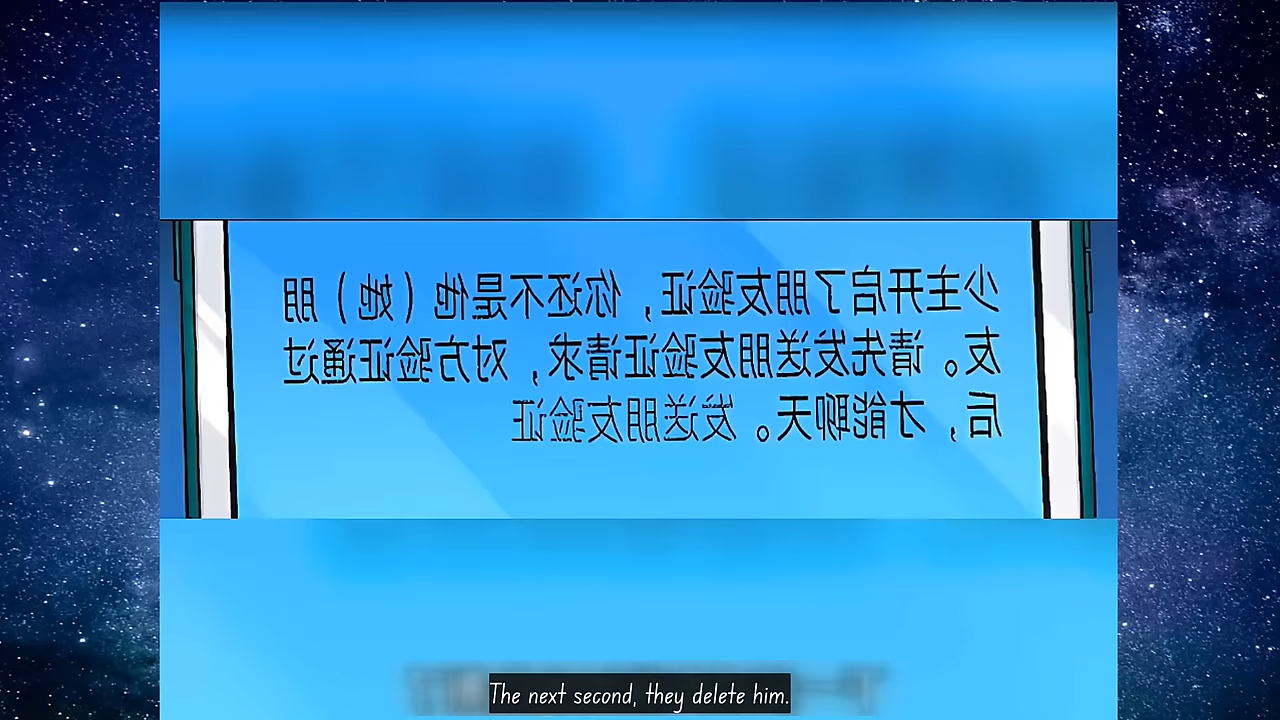 少主开启了朋友验证，你还不是他（她）朋
友。请先发送朋友验证请求，对方验证通过
后，才能聊天。发送朋友验证
The next second, they delete him.